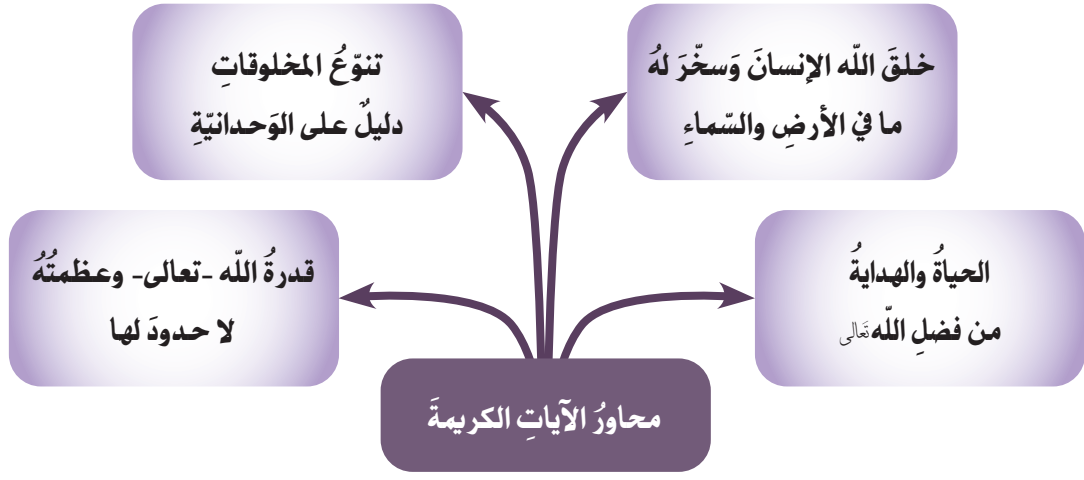 خلقَ اللّه الإنسانَ وَسخّرَ لهُ
ما في الأرضِ والسّماءِ
تنوّعُ المخلوقاتِ
دليلٌ على الوَحدانيّةِ
الحياةُ والهدايةُ
من فضلِ اللّه تَعَالى
قدرةُ اللّه -تعالى- وعظمتُهُ
لا حدودَ لها
محاورُ الآياتِ الكريمةَ